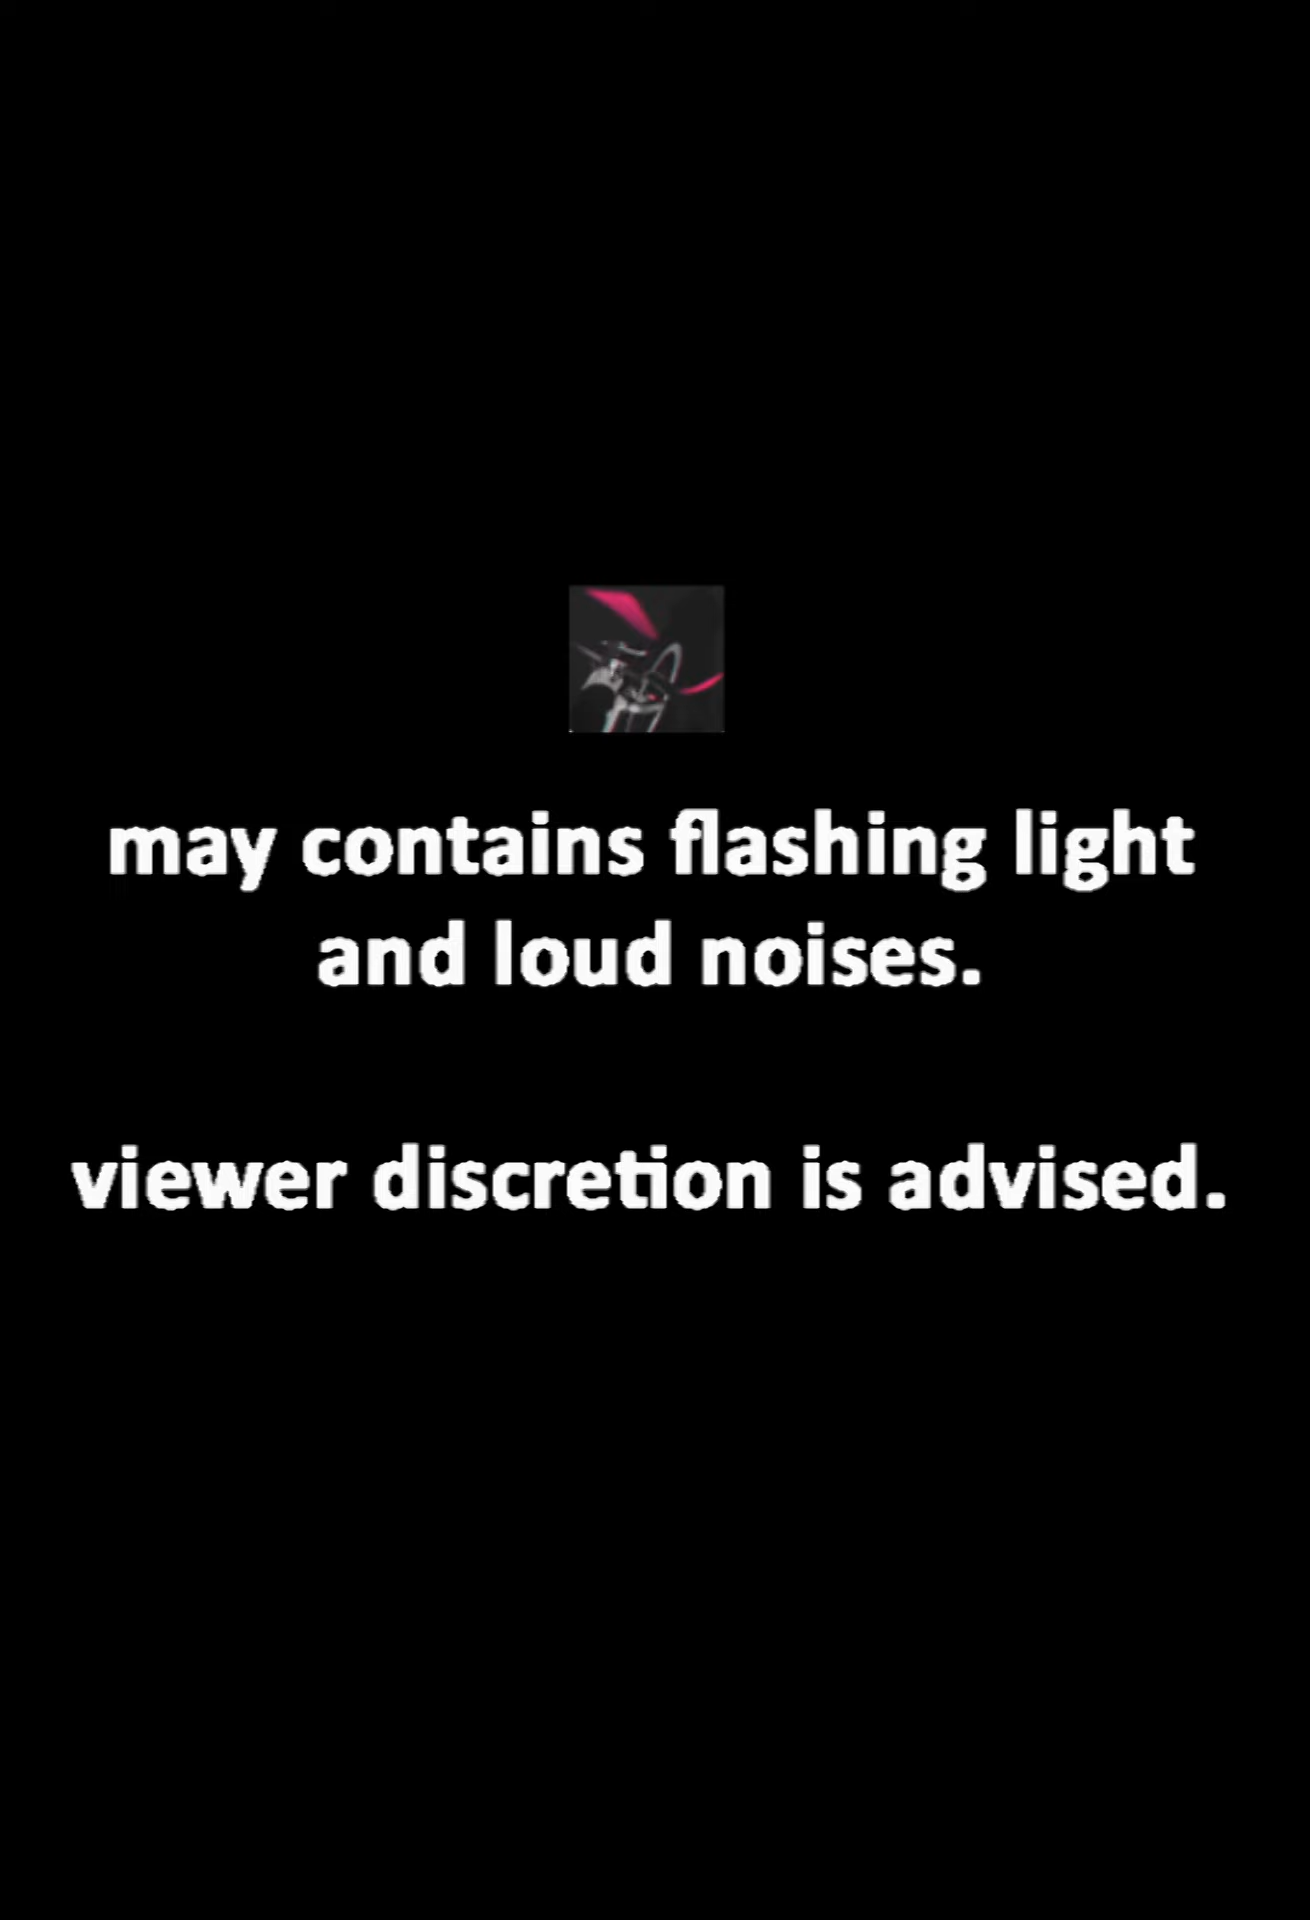 may contains flashing light
and loud noises.
viewer discretion is advised.